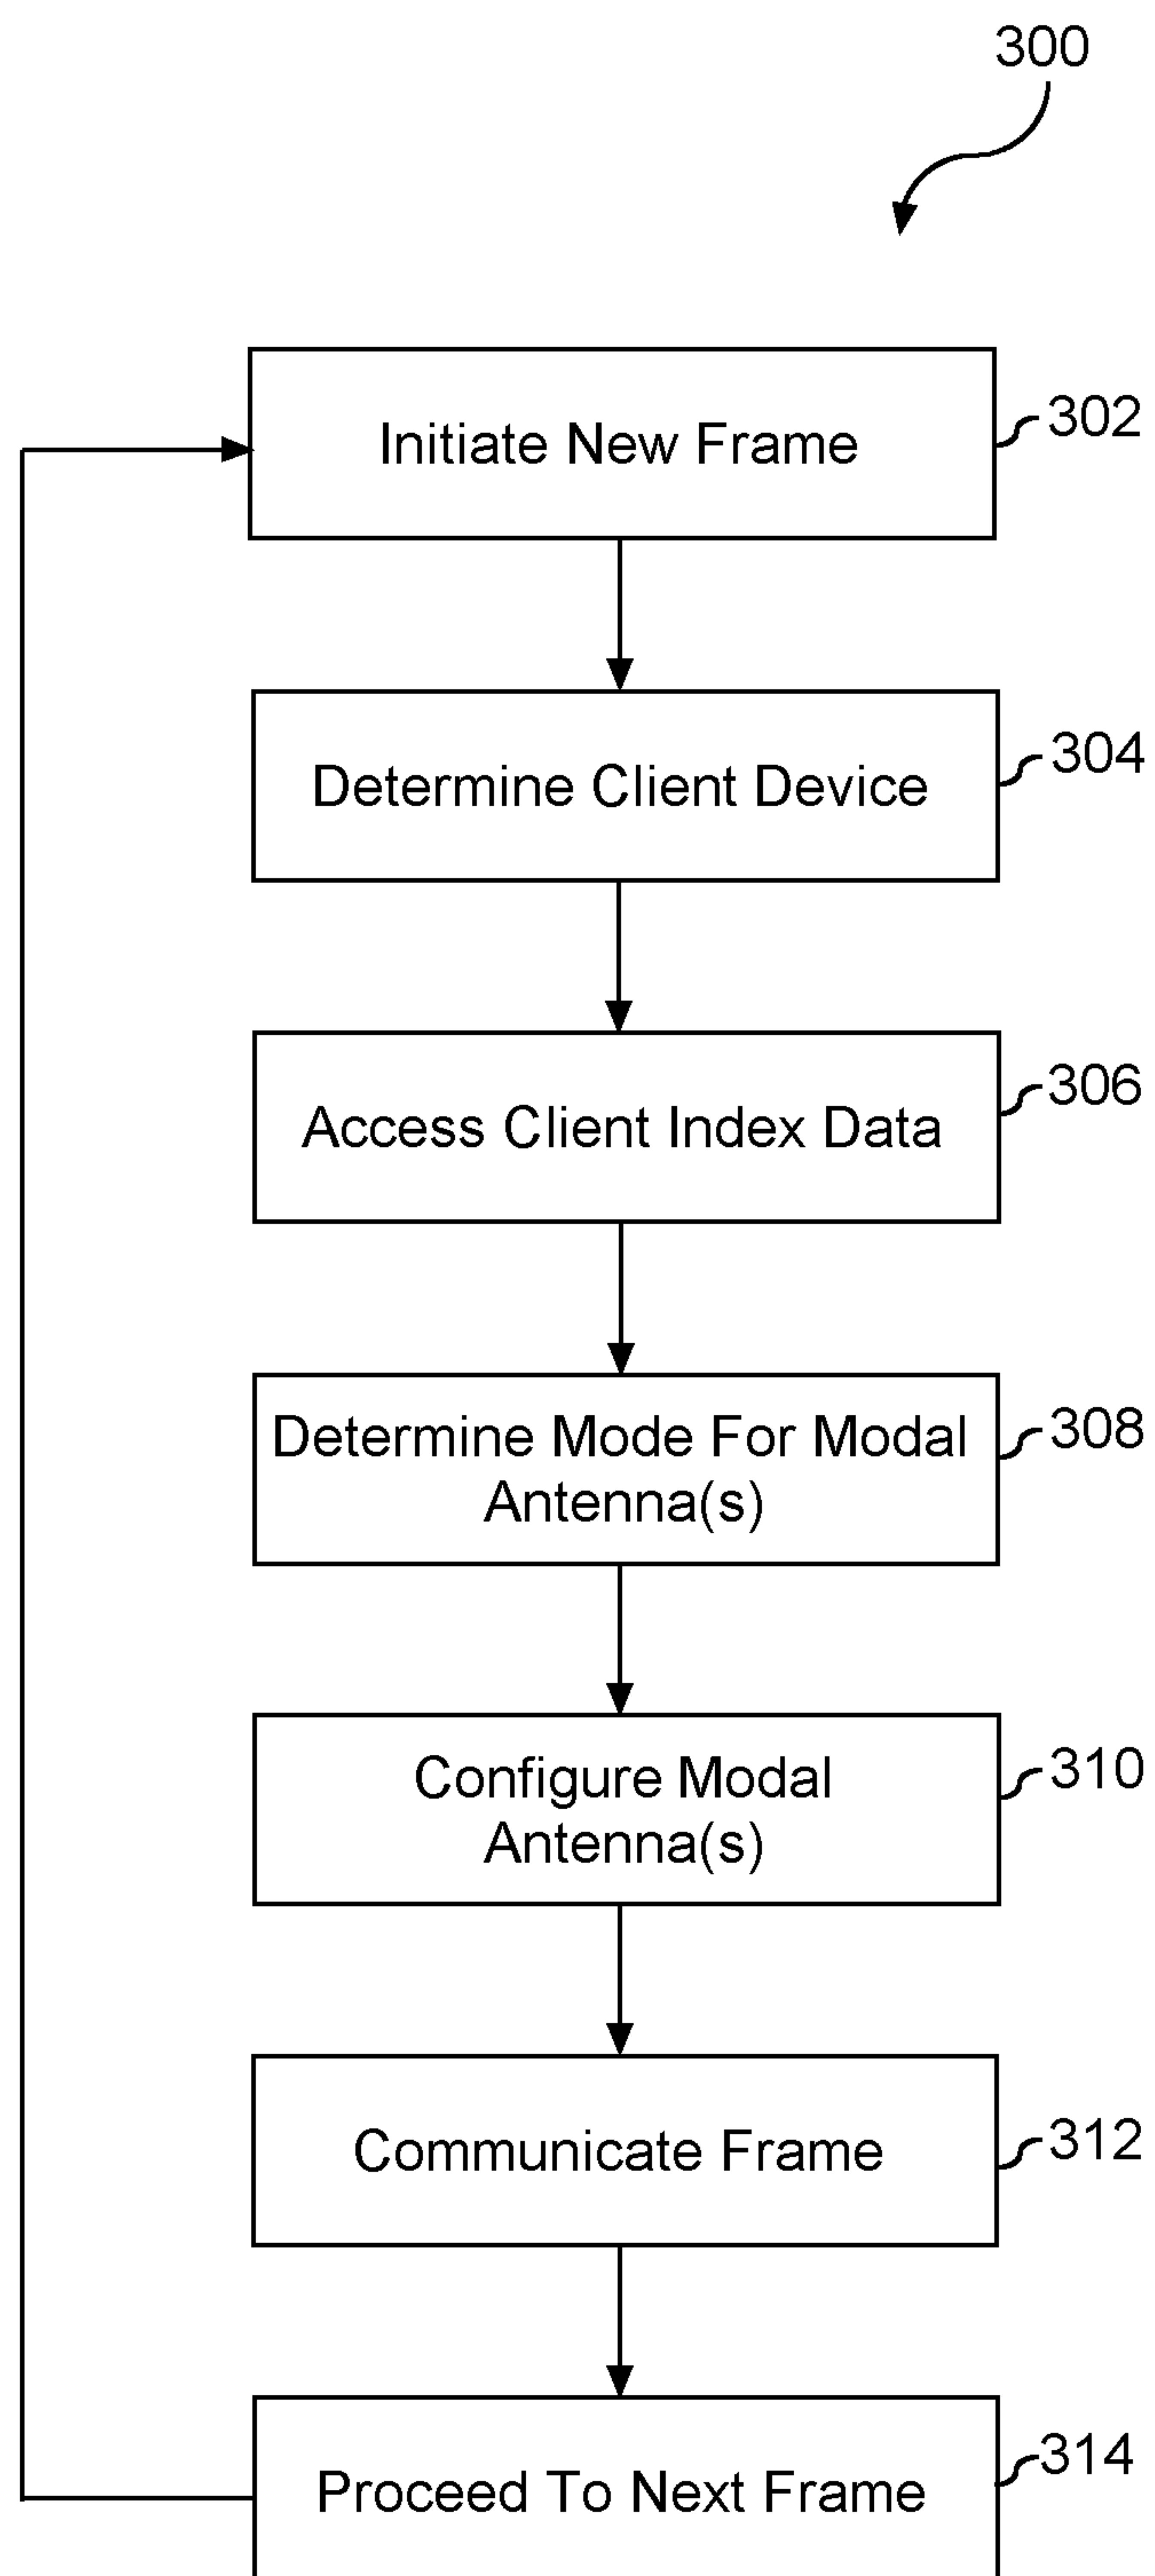 300
Initiate New Frame
302
Determine Client Device
304
Access Client Index Data
306
Determine Mode For Modal
Antenna(s)
308
Configure Modal
Antenna(s)
310
Communicate Frame
312
Proceed To Next Frame
314